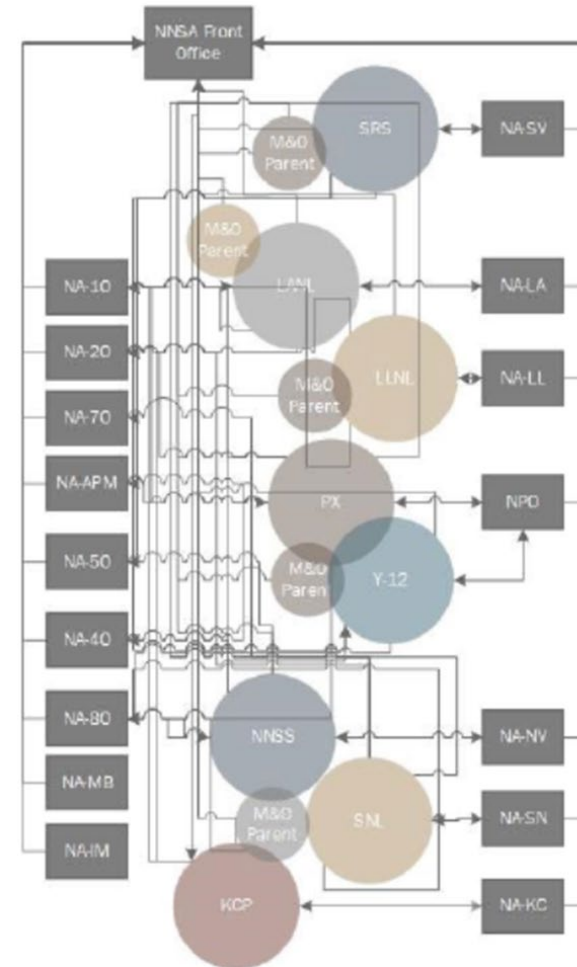 NNSA Front
Office
SRS
NA-SV
M&O
Parent
M&O
Parent
NA-10
LANL
NA-LA
NA-20
LLNL
NA-LL
M&O
Parent
NA-70
NA-APM
PX
NPO
NA-50
M&O
Paren
Y-12
NA-40
NA-80
NNSS
NA-NV
NA-MB
M&O
Parent
SNL
NA-SN
NA-IM
KCP
NA-KC